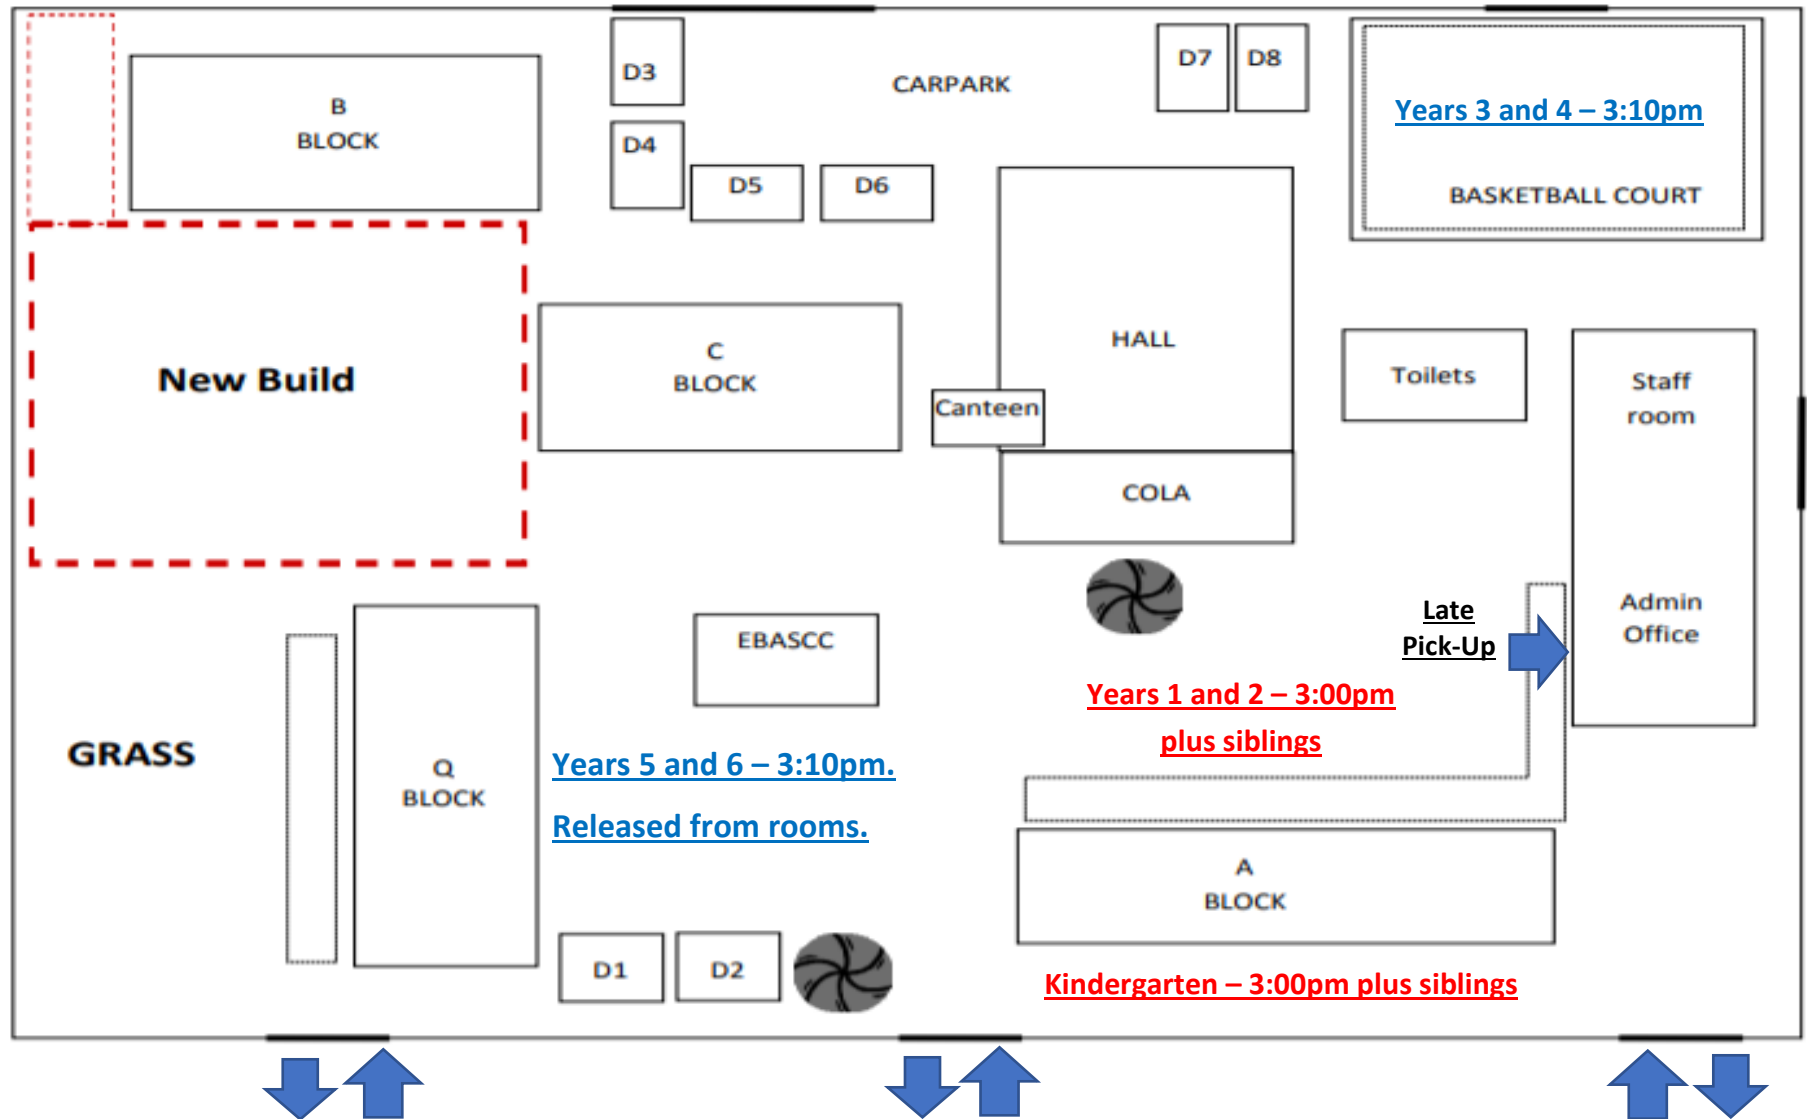 B
BLOCK
D3
D4
D5
D6
CARPARK
D7
D8
Years 3 and 4 – 3:10pm
BASKETBALL COURT
New Build
C
BLOCK
HALL
Canteen
COLA
Toilets
Staff
room
Admin
Office
Late
Pick-Up
EBASCC
Years 1 and 2 – 3:00pm
plus siblings
GRASS
Q
BLOCK
Years 5 and 6 – 3:10pm.
Released from rooms.
A
BLOCK
D1
D2
Kindergarten – 3:00pm plus siblings